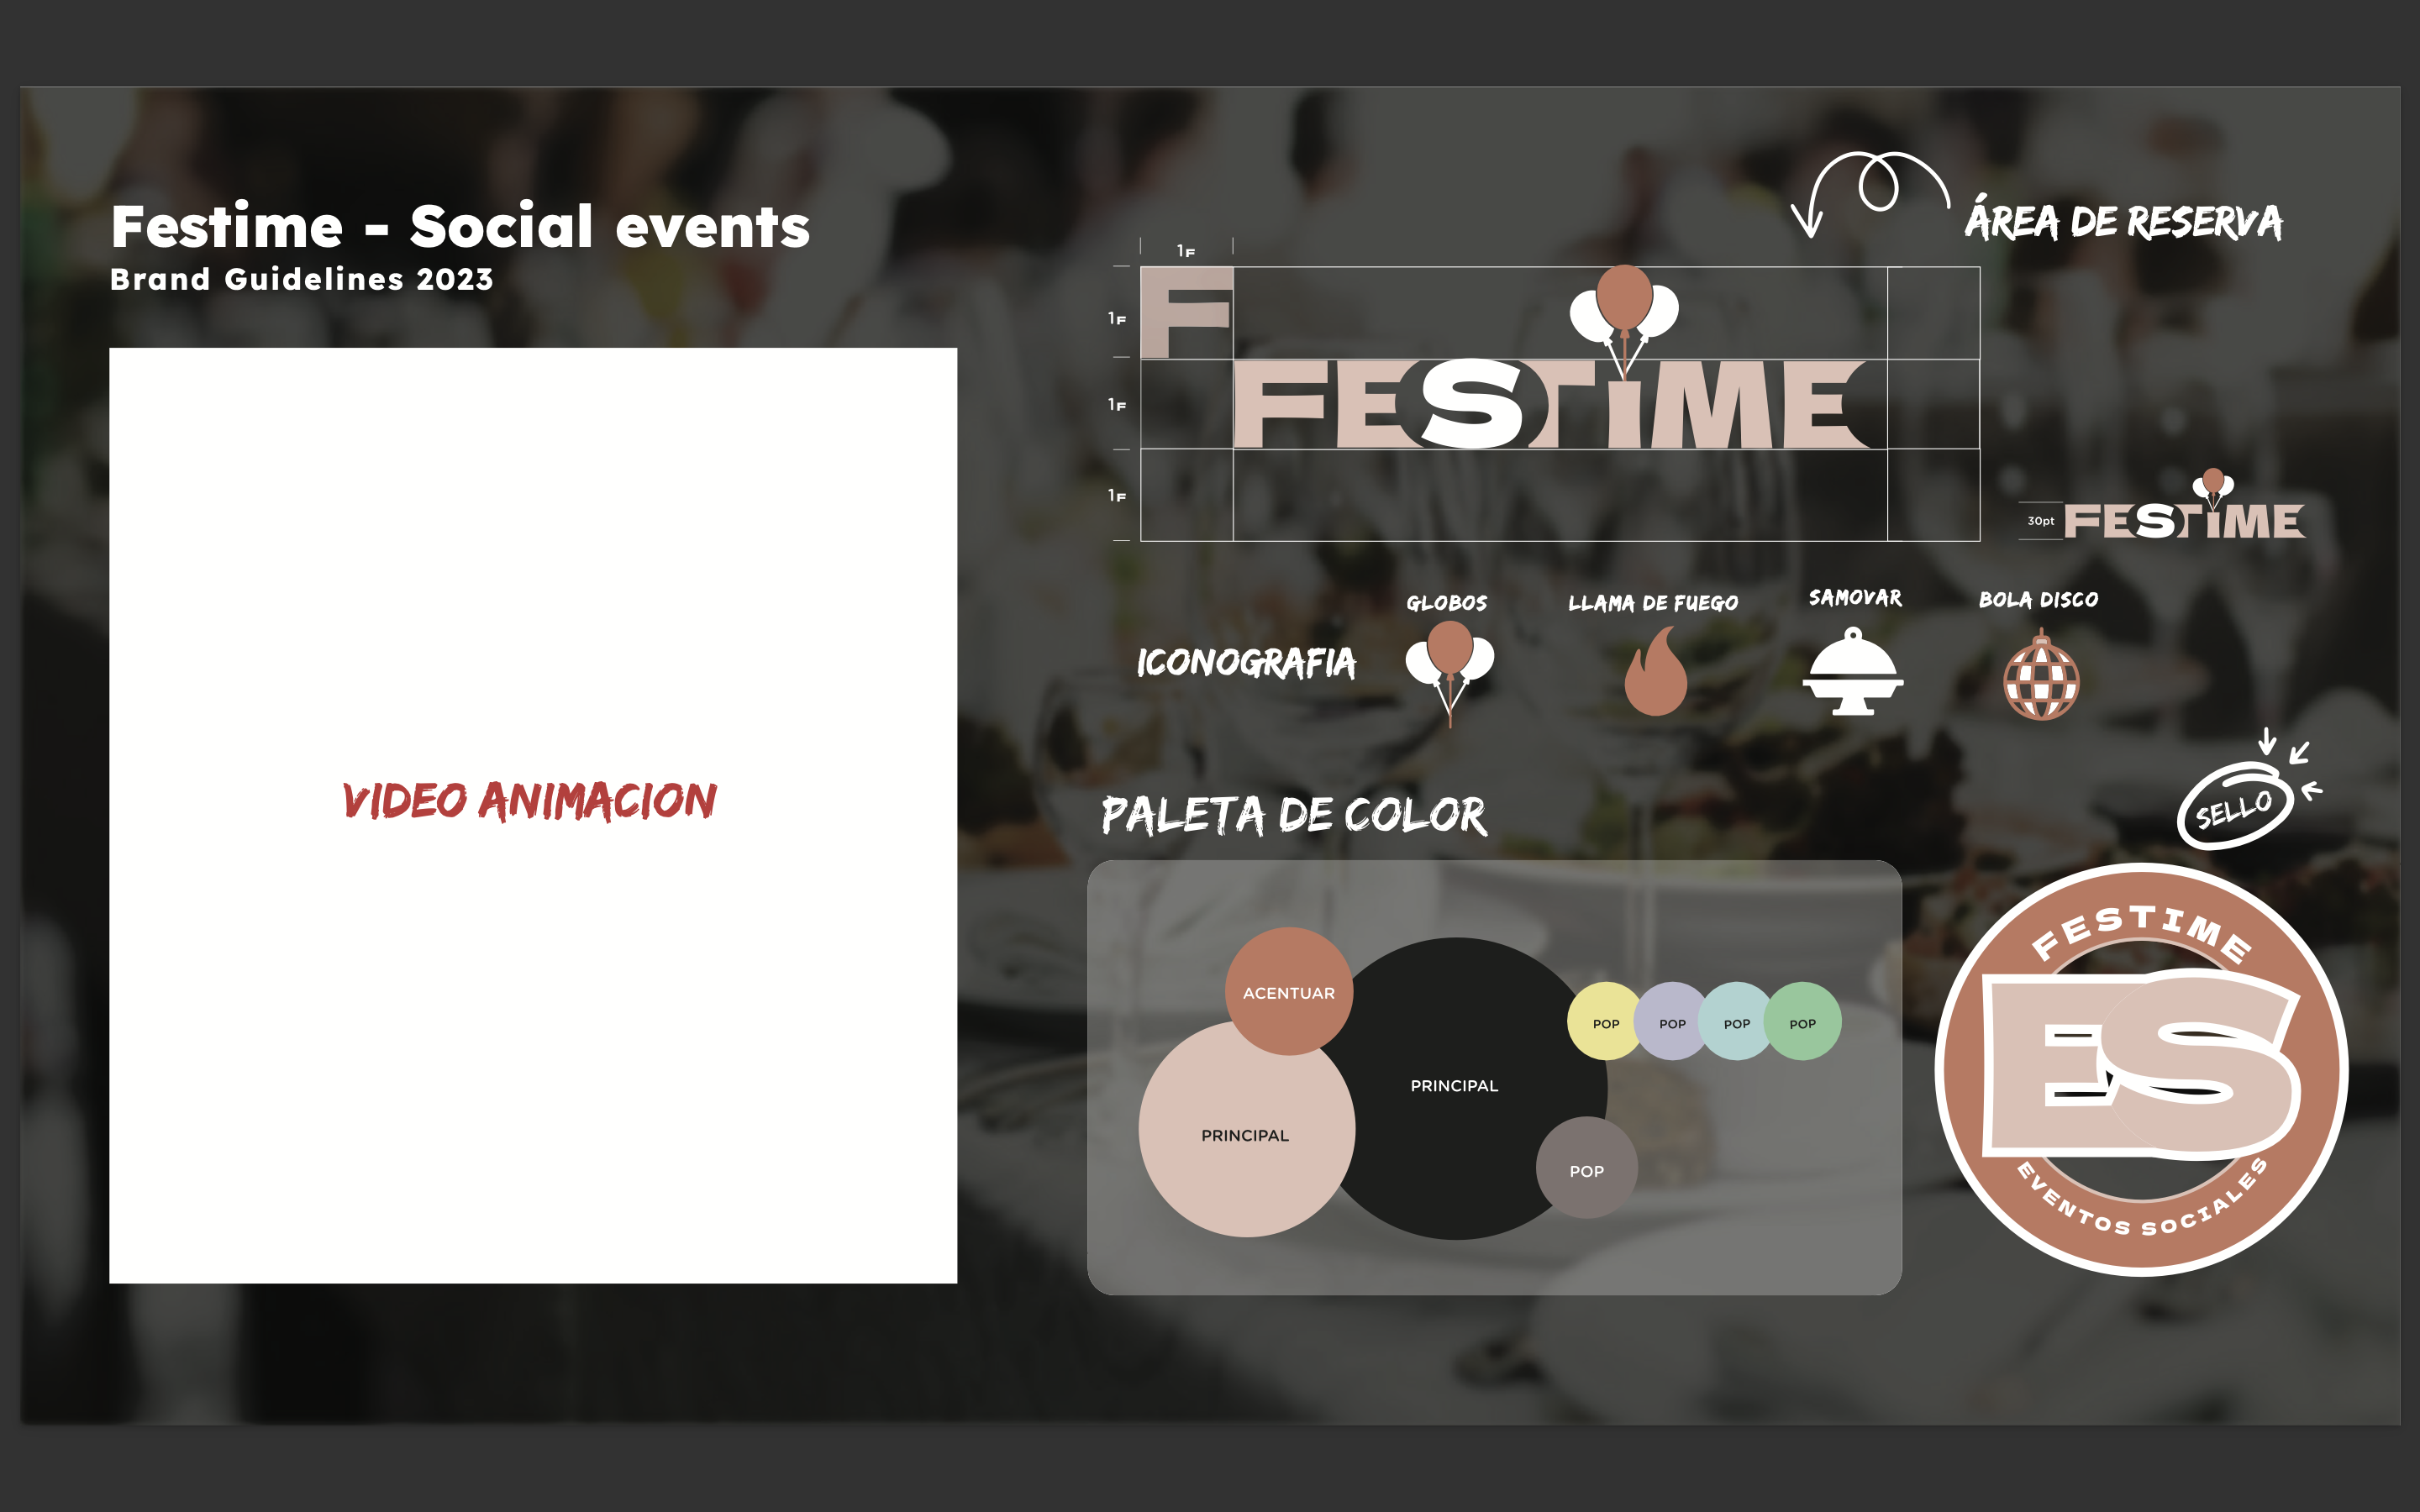 Festime - Social events
Brand Guidelines 2023
VIDEO ANIMACION
ÁREA DE RESERVA
1F
1F
F
1F
FESTIME
1F
30pt
FESTIME
ICONOGRAFIA
GLOBOS
LLAMA DE FUEGO
SAMOVAR
BOLA DISCO
PALETA DE COLOR
ACENTUAR
PRINCIPAL
PRINCIPAL
POP
POP
POP
POP
POP
SELLO
FESTIME
ES
EVENTOS SOCIALES